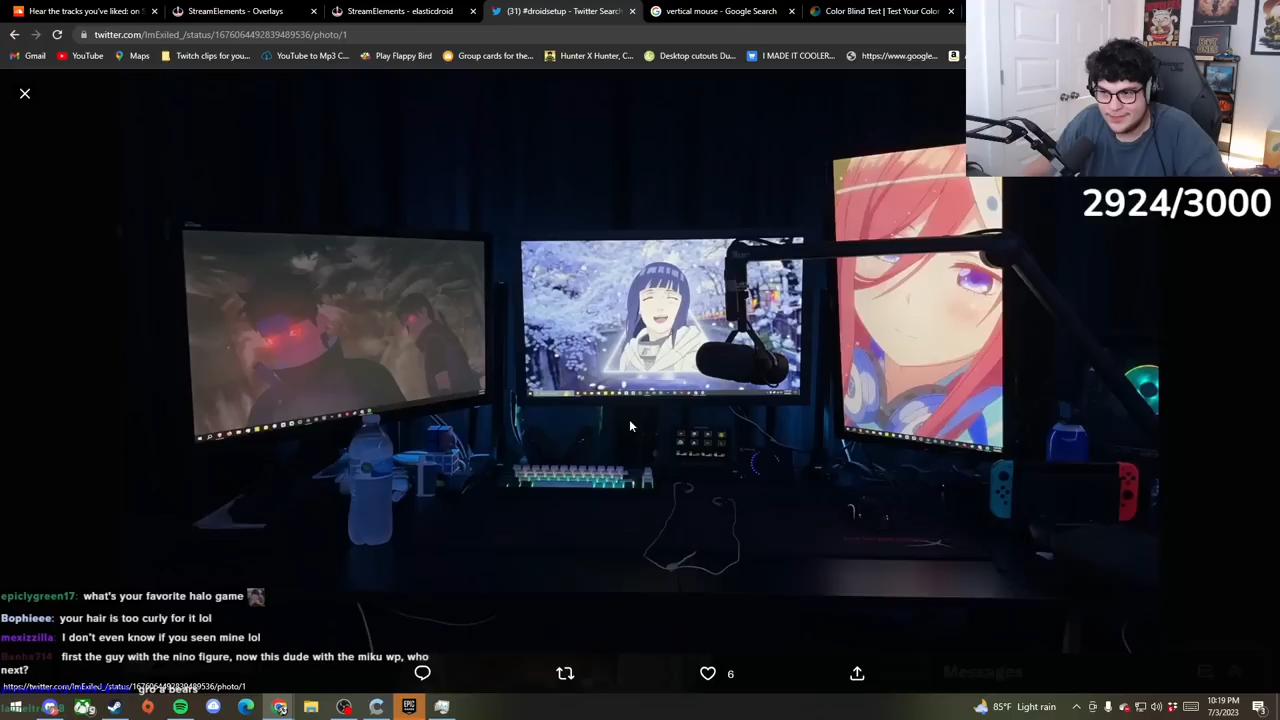 Hear the tracks you've liked: on S
StreamElements - Overlays
StreamElements - elasticdroid
(31) #droidsetup - Twitter Search
vertical mouse - Google Search
Color Blind Test | Test Your Color
twitter.com/ImExiled_/status/1676064492839489536/photo/1
Gmail
YouTube
Maps
Twitch clips for you...
YouTube to Mp3 C...
Play Flappy Bird
Group cards for the...
Hunter X Hunter, C...
Desktop cutouts Du...
I MADE IT COOLER...
https://www.google...
2924/3000
epiclygreen17: what's your favorite halo game
Bophieee: your hair is too curly for it lol
mexizzilla: I don't even know if you seen mine lol
first the guy with the nino figure, now this dude with the miku wp, who
next?
https://twitter.com/ImExiled_/status/1676064492839489536/photo/1
6
Messages
85°F Light rain
10:19 PM
7/3/2023